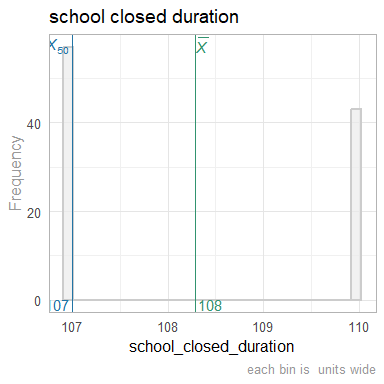 school closed duration
X50
X
Frequency
40
20
0
07
108
107
108
109
110
school_closed_duration
each bin is units wide